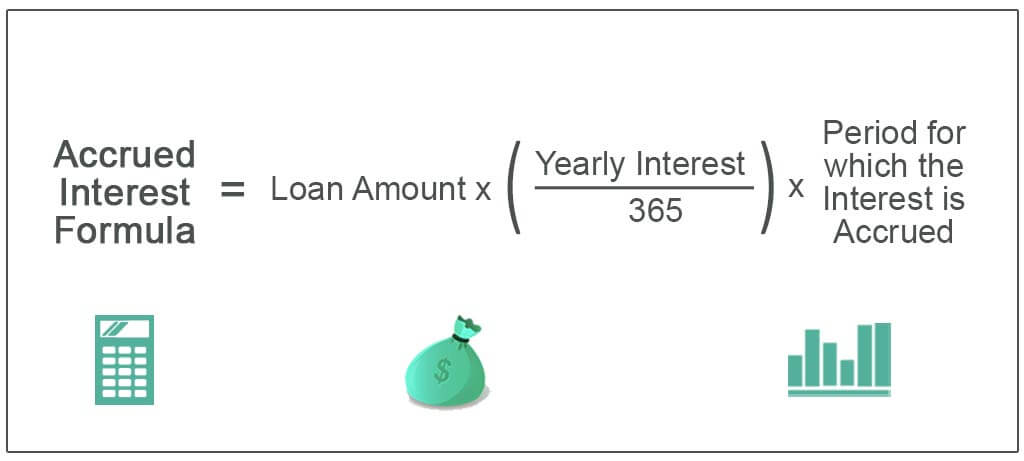 Accrued
Interest
Formula
=
Loan Amount x
(
Yearly Interest
365
)
x
Period for
which the
Interest is
Accrued
$